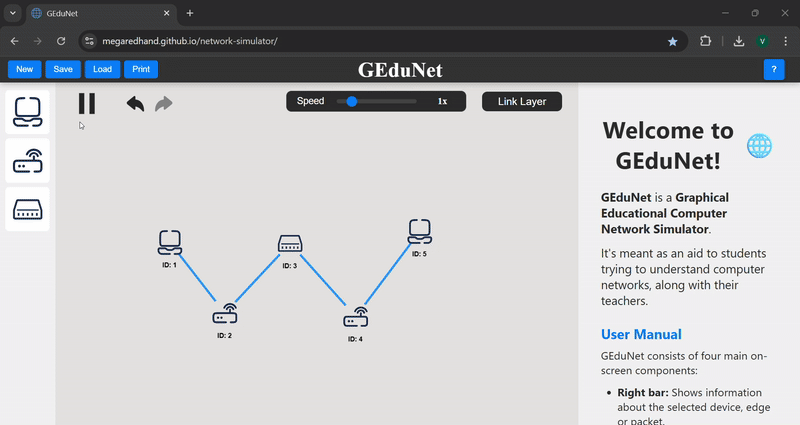 GEduNet
megaredhand.github.io/network-simulator/
V
New
Save
Load
Print
GEduNet
?
Speed
1x
Link Layer
ID: 1
ID: 2
ID: 3
ID: 4
ID: 5
Welcome to
GEduNet!
GEduNet is a Graphical
Educational Computer
Network Simulator.
It's meant as an aid to students
trying to understand computer
networks, along with their
teachers.
User Manual
GEduNet consists of four main on-
screen components:
• Right bar: Shows information
about the selected device, edge
or packet.